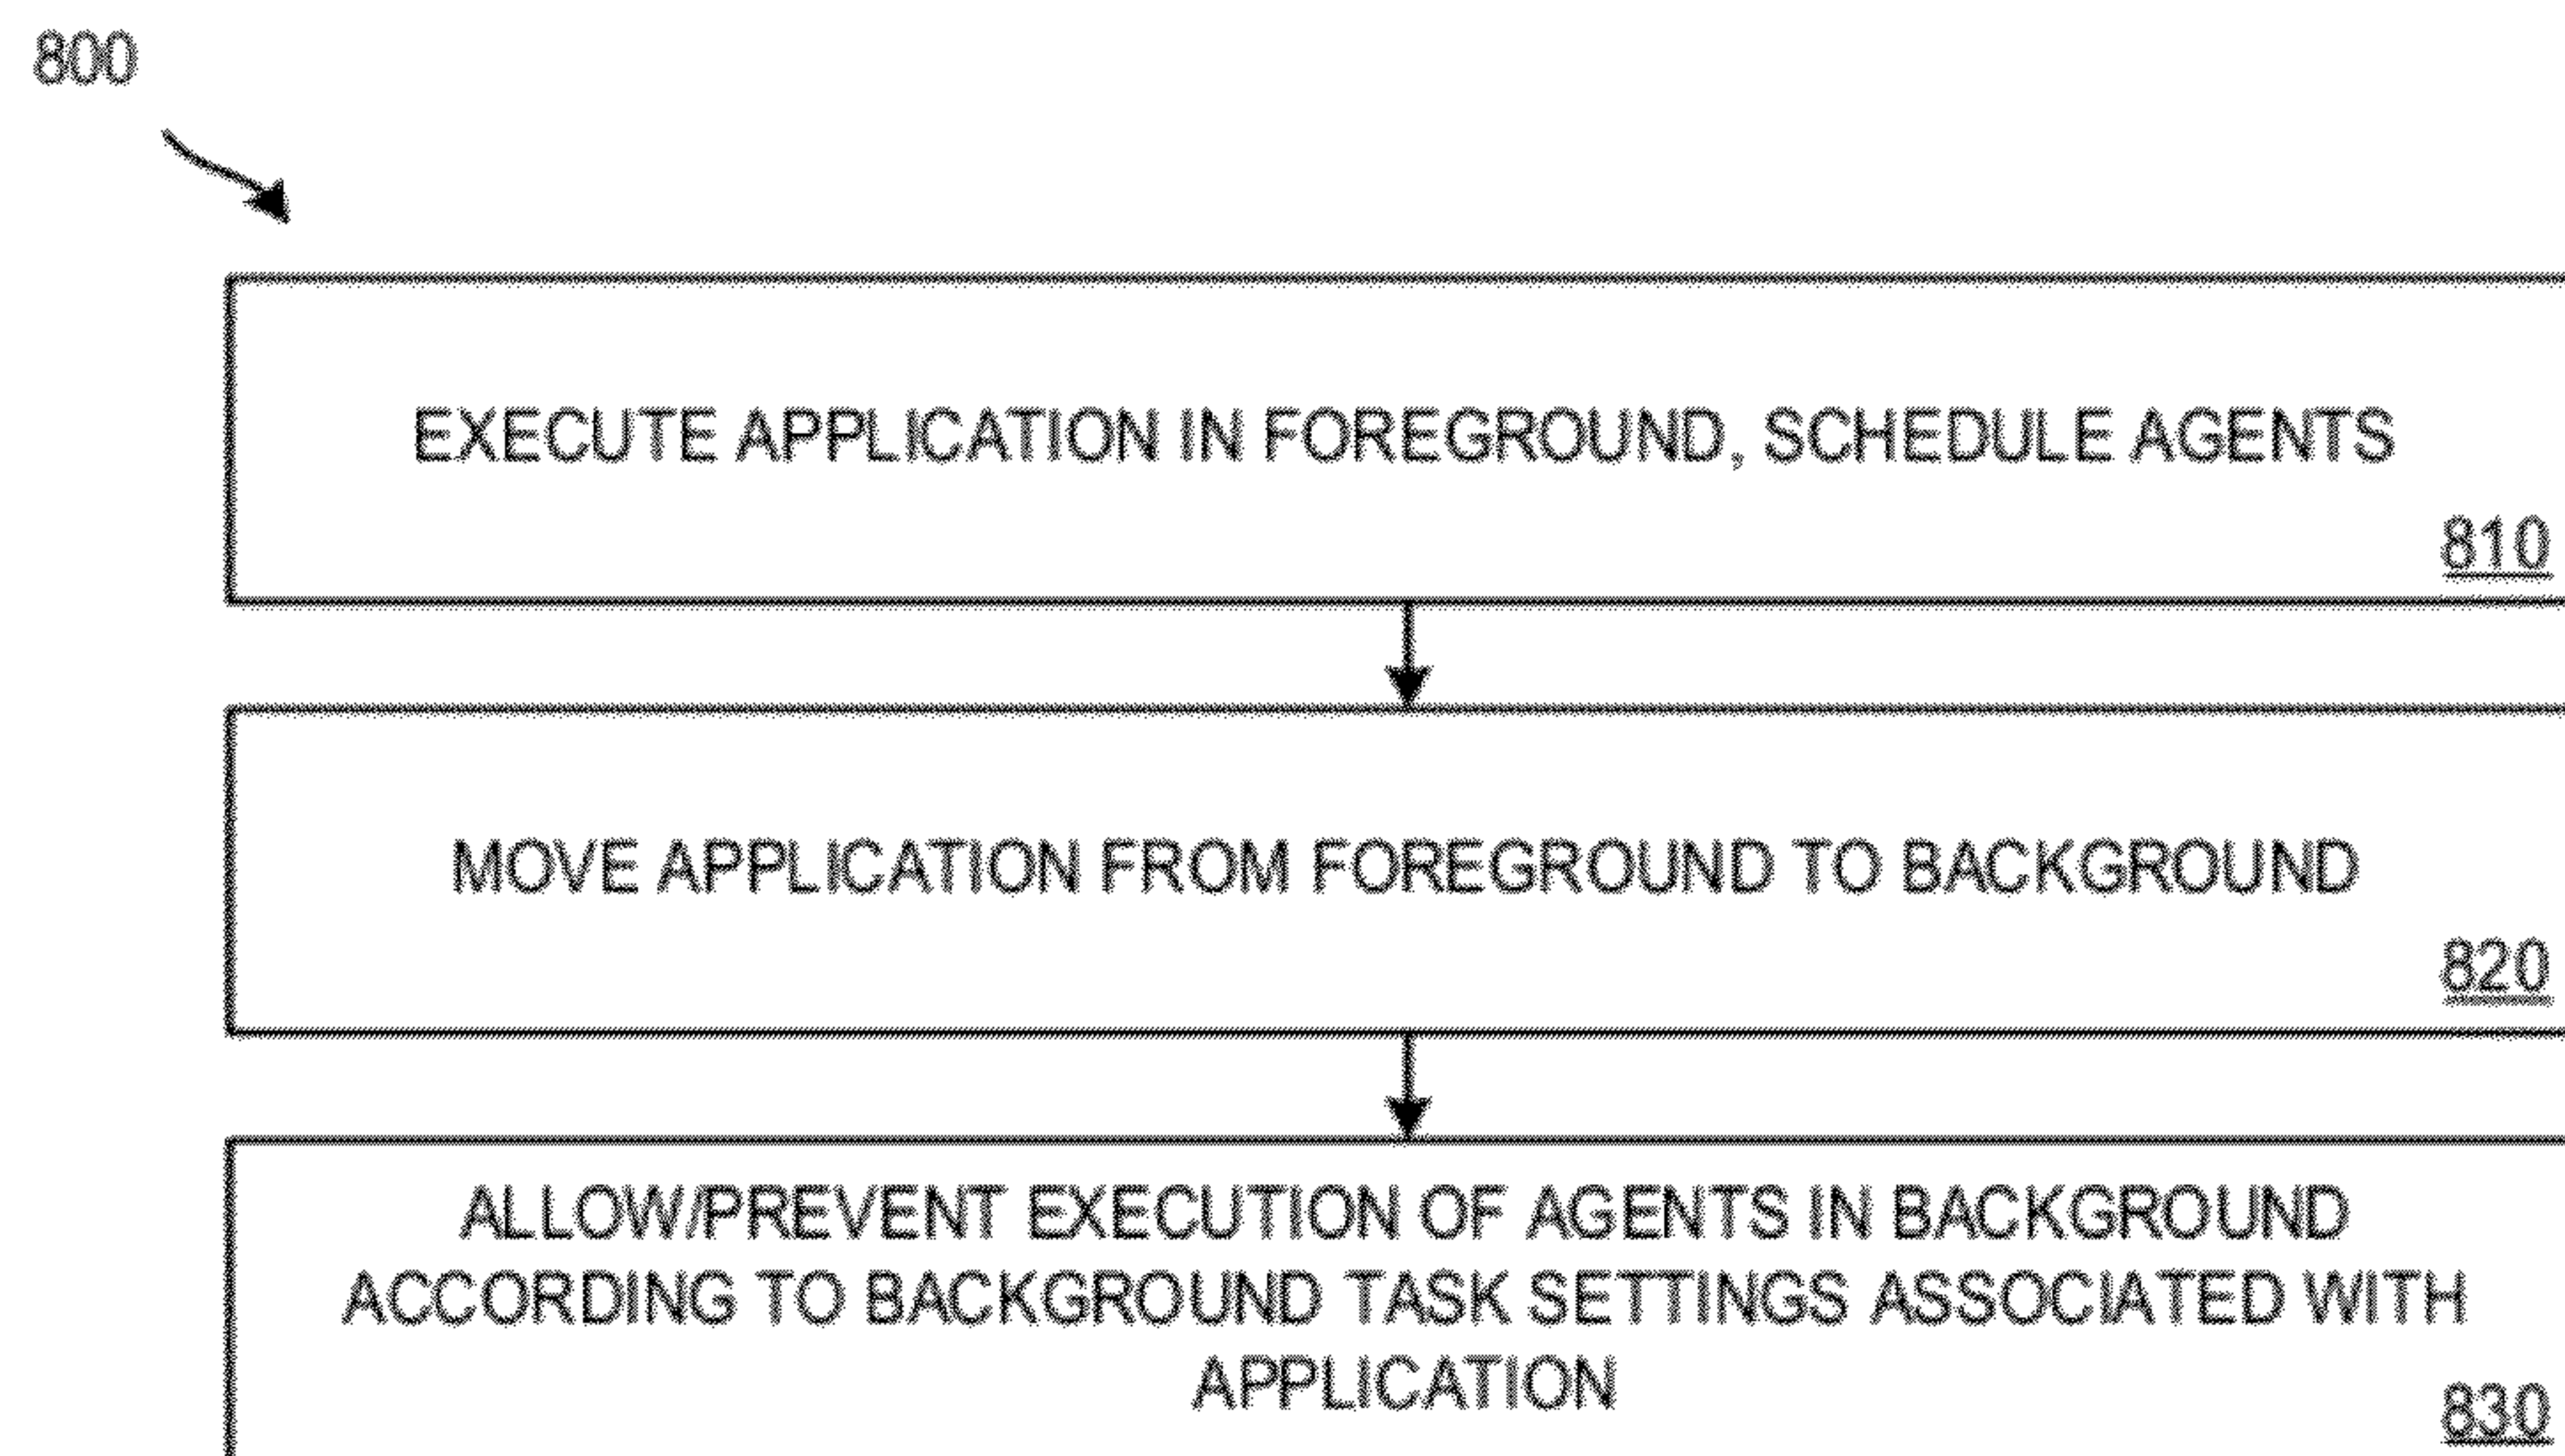 800
EXECUTE APPLICATION IN FOREGROUND, SCHEDULE AGENTS
810
MOVE APPLICATION FROM FOREGROUND TO BACKGROUND
820
ALLOW/PREVENT EXECUTION OF AGENTS IN BACKGROUND
ACCORDING TO BACKGROUND TASK SETTINGS ASSOCIATED WITH
APPLICATION
830